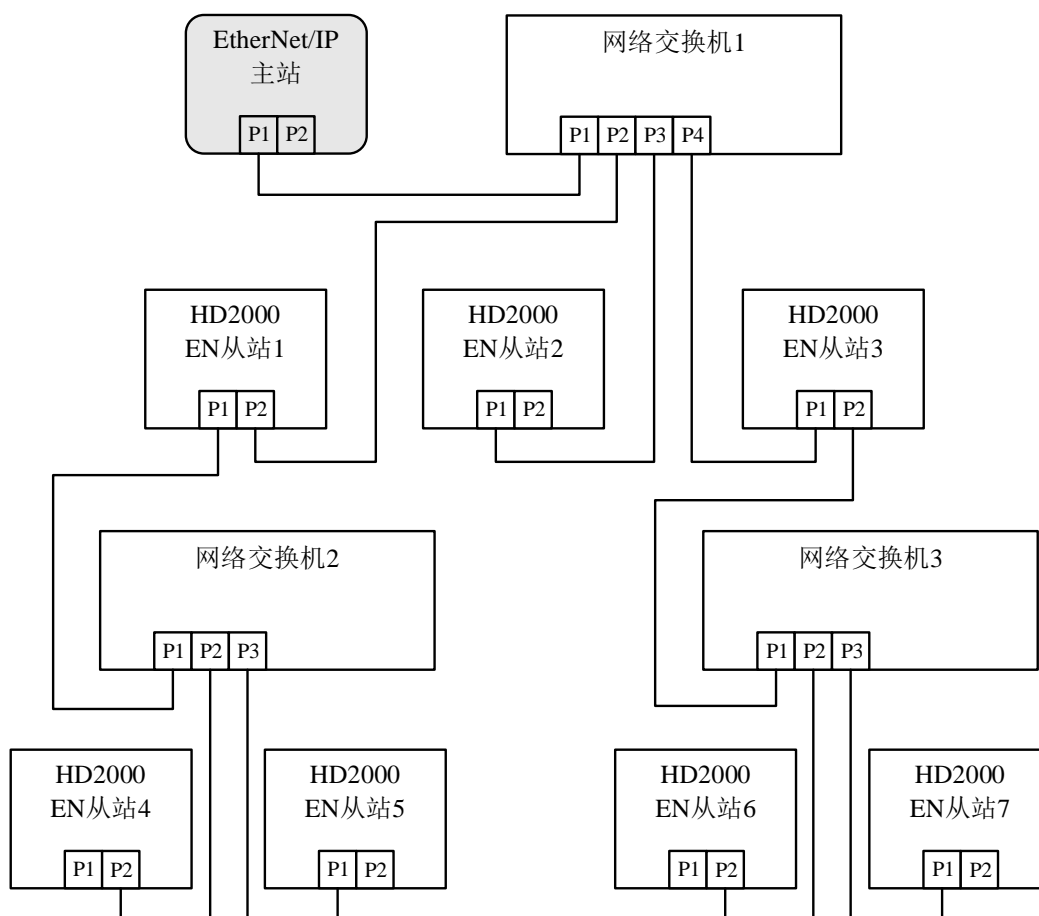 EtherNet/IP
主站
P1 P2
网络交换机1
P1 P2 P3 P4
HD2000
EN从站1
P1 P2
HD2000
EN从站2
P1 P2
HD2000
EN从站3
P1 P2
网络交换机2
P1 P2 P3
网络交换机3
P1 P2 P3
HD2000
EN从站4
P1 P2
HD2000
EN从站5
P1 P2
HD2000
EN从站6
P1 P2
HD2000
EN从站7
P1 P2